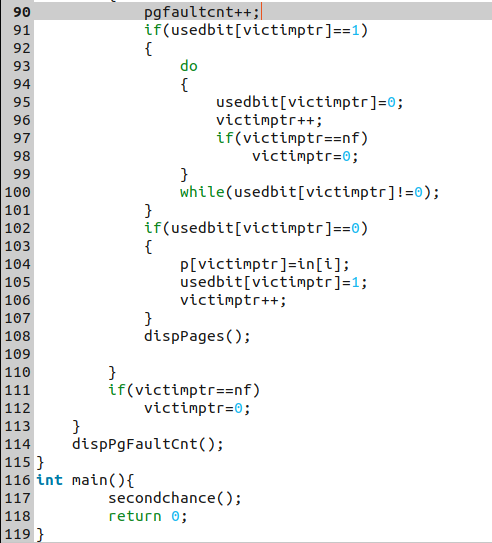 90 pgfaultcnt++;
91 if(usedbit[victimptr]==1)
92 {
93 do
94 {
95 usedbit[victimptr]=0;
96 victimptr++;
97 if(victimptr==nf)
98 victimptr=0;
99 }
100 while(usedbit[victimptr]!=0);
101 }
102 if(usedbit[victimptr]==0)
103 {
104 p[victimptr]=in[i];
105 usedbit[victimptr]=1;
106 victimptr++;
107 }
108 dispPages();
109
110 }
111 if(victimptr==nf)
112 victimptr=0;
113 }
114 dispPgFaultCnt();
115 }
116 int main(){
117 secondchance();
118 return 0;
119 }